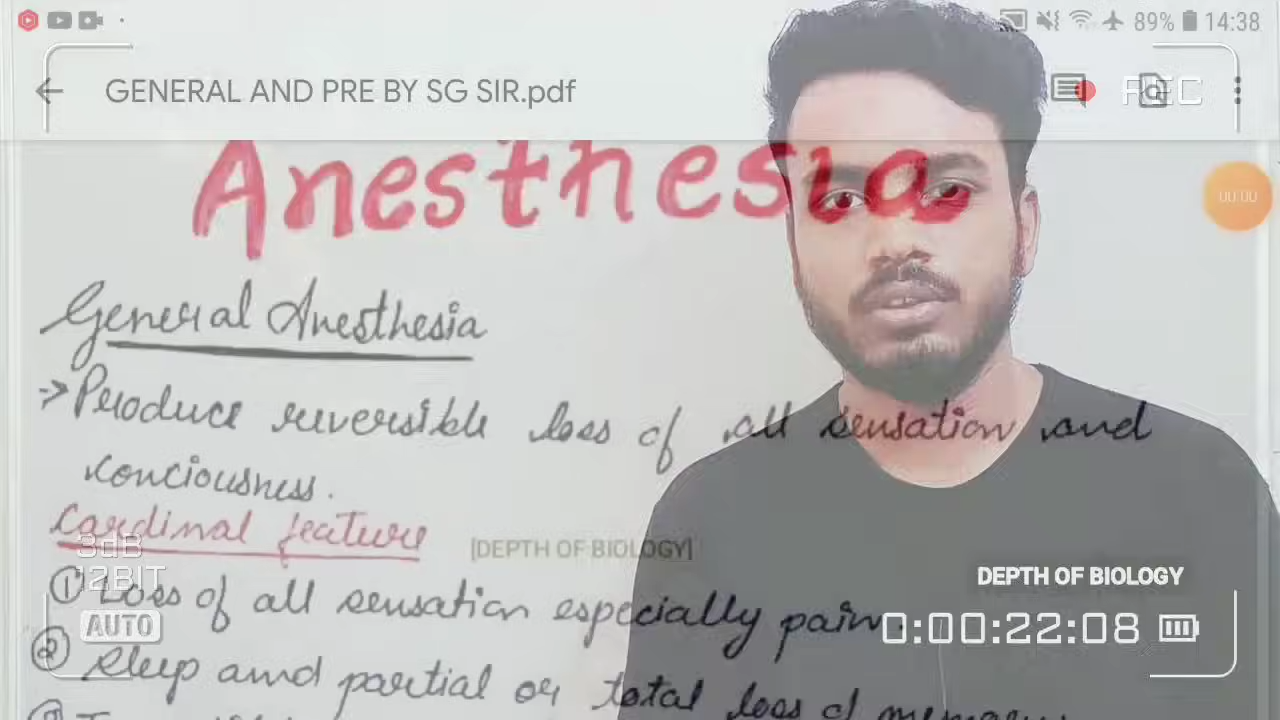 89% 14:38
GENERAL AND PRE BY SG SIR.pdf
REC
Anesthesia
00:00
General Anesthesia
→ Produce reversible loss of all sensation and
conciousness.
Cardinal feature
3dB
[DEPTH OF BIOLOGY]
12BIT
DEPTH OF BIOLOGY
① Loss of all sensation especially pain.
AUTO
0:00:22:08
② Sleep and partial or total loss of memory